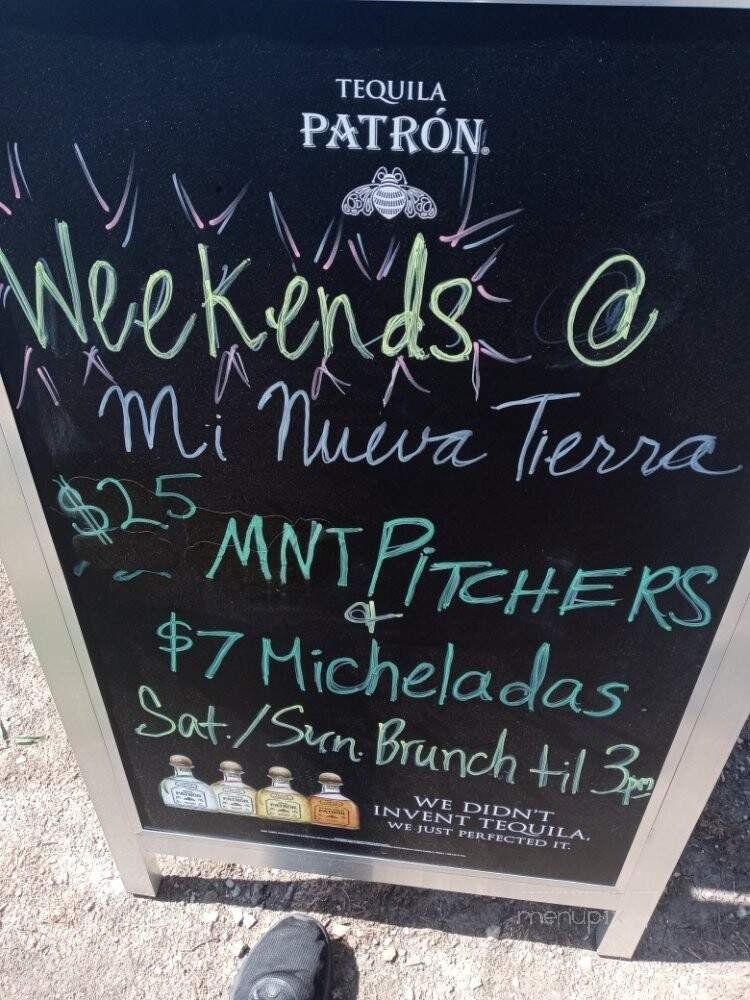 TEQUILA
PATRÓN®
Weekends @
Mi Nueva Tierra
$25 MNT PITCHERS
&
$7 Micheladas
Sat./Sun. Brunch til 3pm
WE DIDN'T
INVENT TEQUILA.
WE JUST PERFECTED IT.
menupix